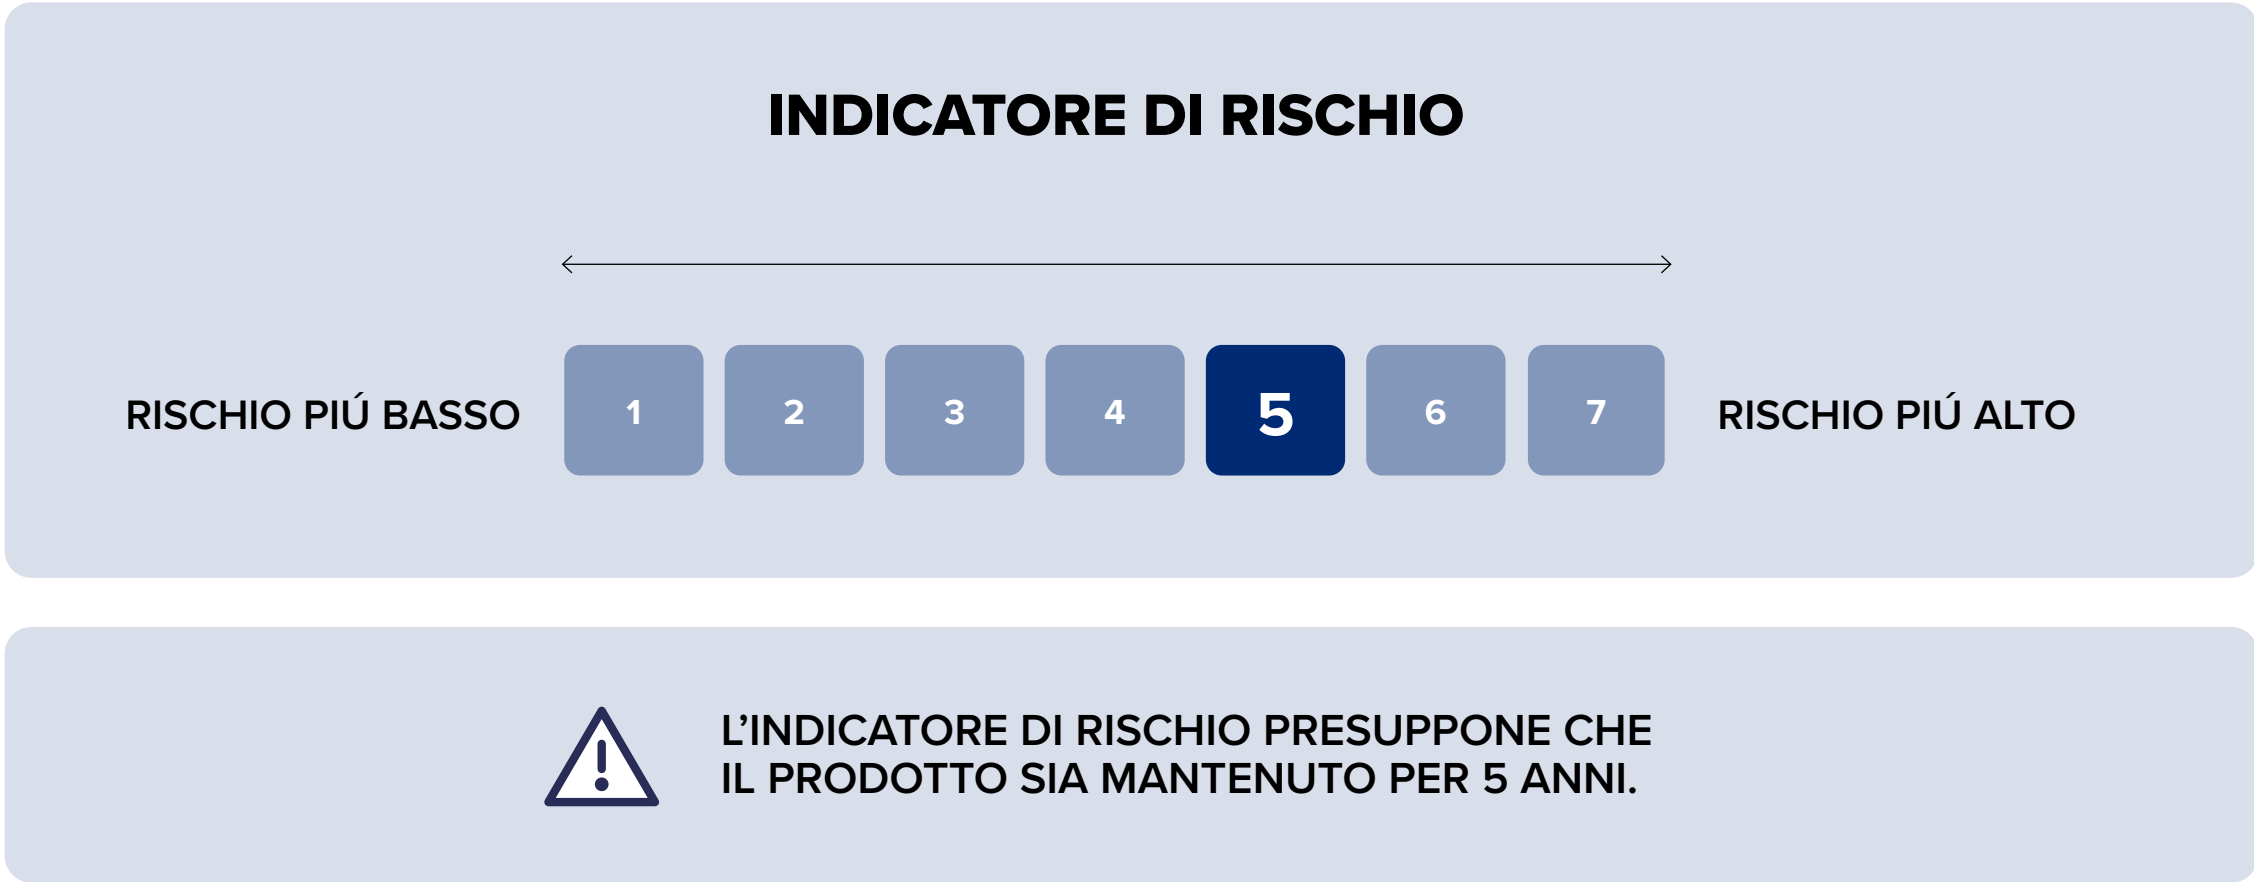 INDICATORE DI RISCHIO
RISCHIO PIÚ BASSO 1 2 3 4 5 6 7 RISCHIO PIÚ ALTO
L’INDICATORE DI RISCHIO PRESUPPONE CHE
IL PRODOTTO SIA MANTENUTO PER 5 ANNI.